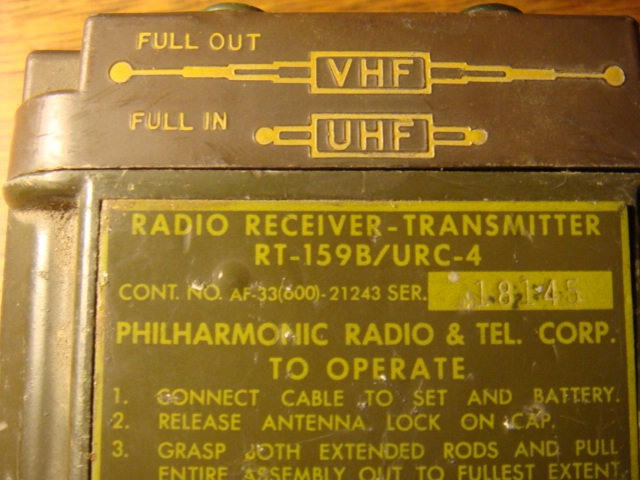 FULL OUT VHF
FULL IN UHF
RADIO RECEIVER-TRANSMITTER
RT-159B/URC-4
CONT. NO. AF-33(600)-21243 SER. 18145
PHILHARMONIC RADIO & TEL. CORP.
TO OPERATE
1. CONNECT CABLE TO SET AND BATTERY.
2. RELEASE ANTENNA LOCK ON CAP.
3. GRASP BOTH EXTENDED RODS AND PULL
ENTIRE ASSEMBLY OUT TO FULLEST EXTENT